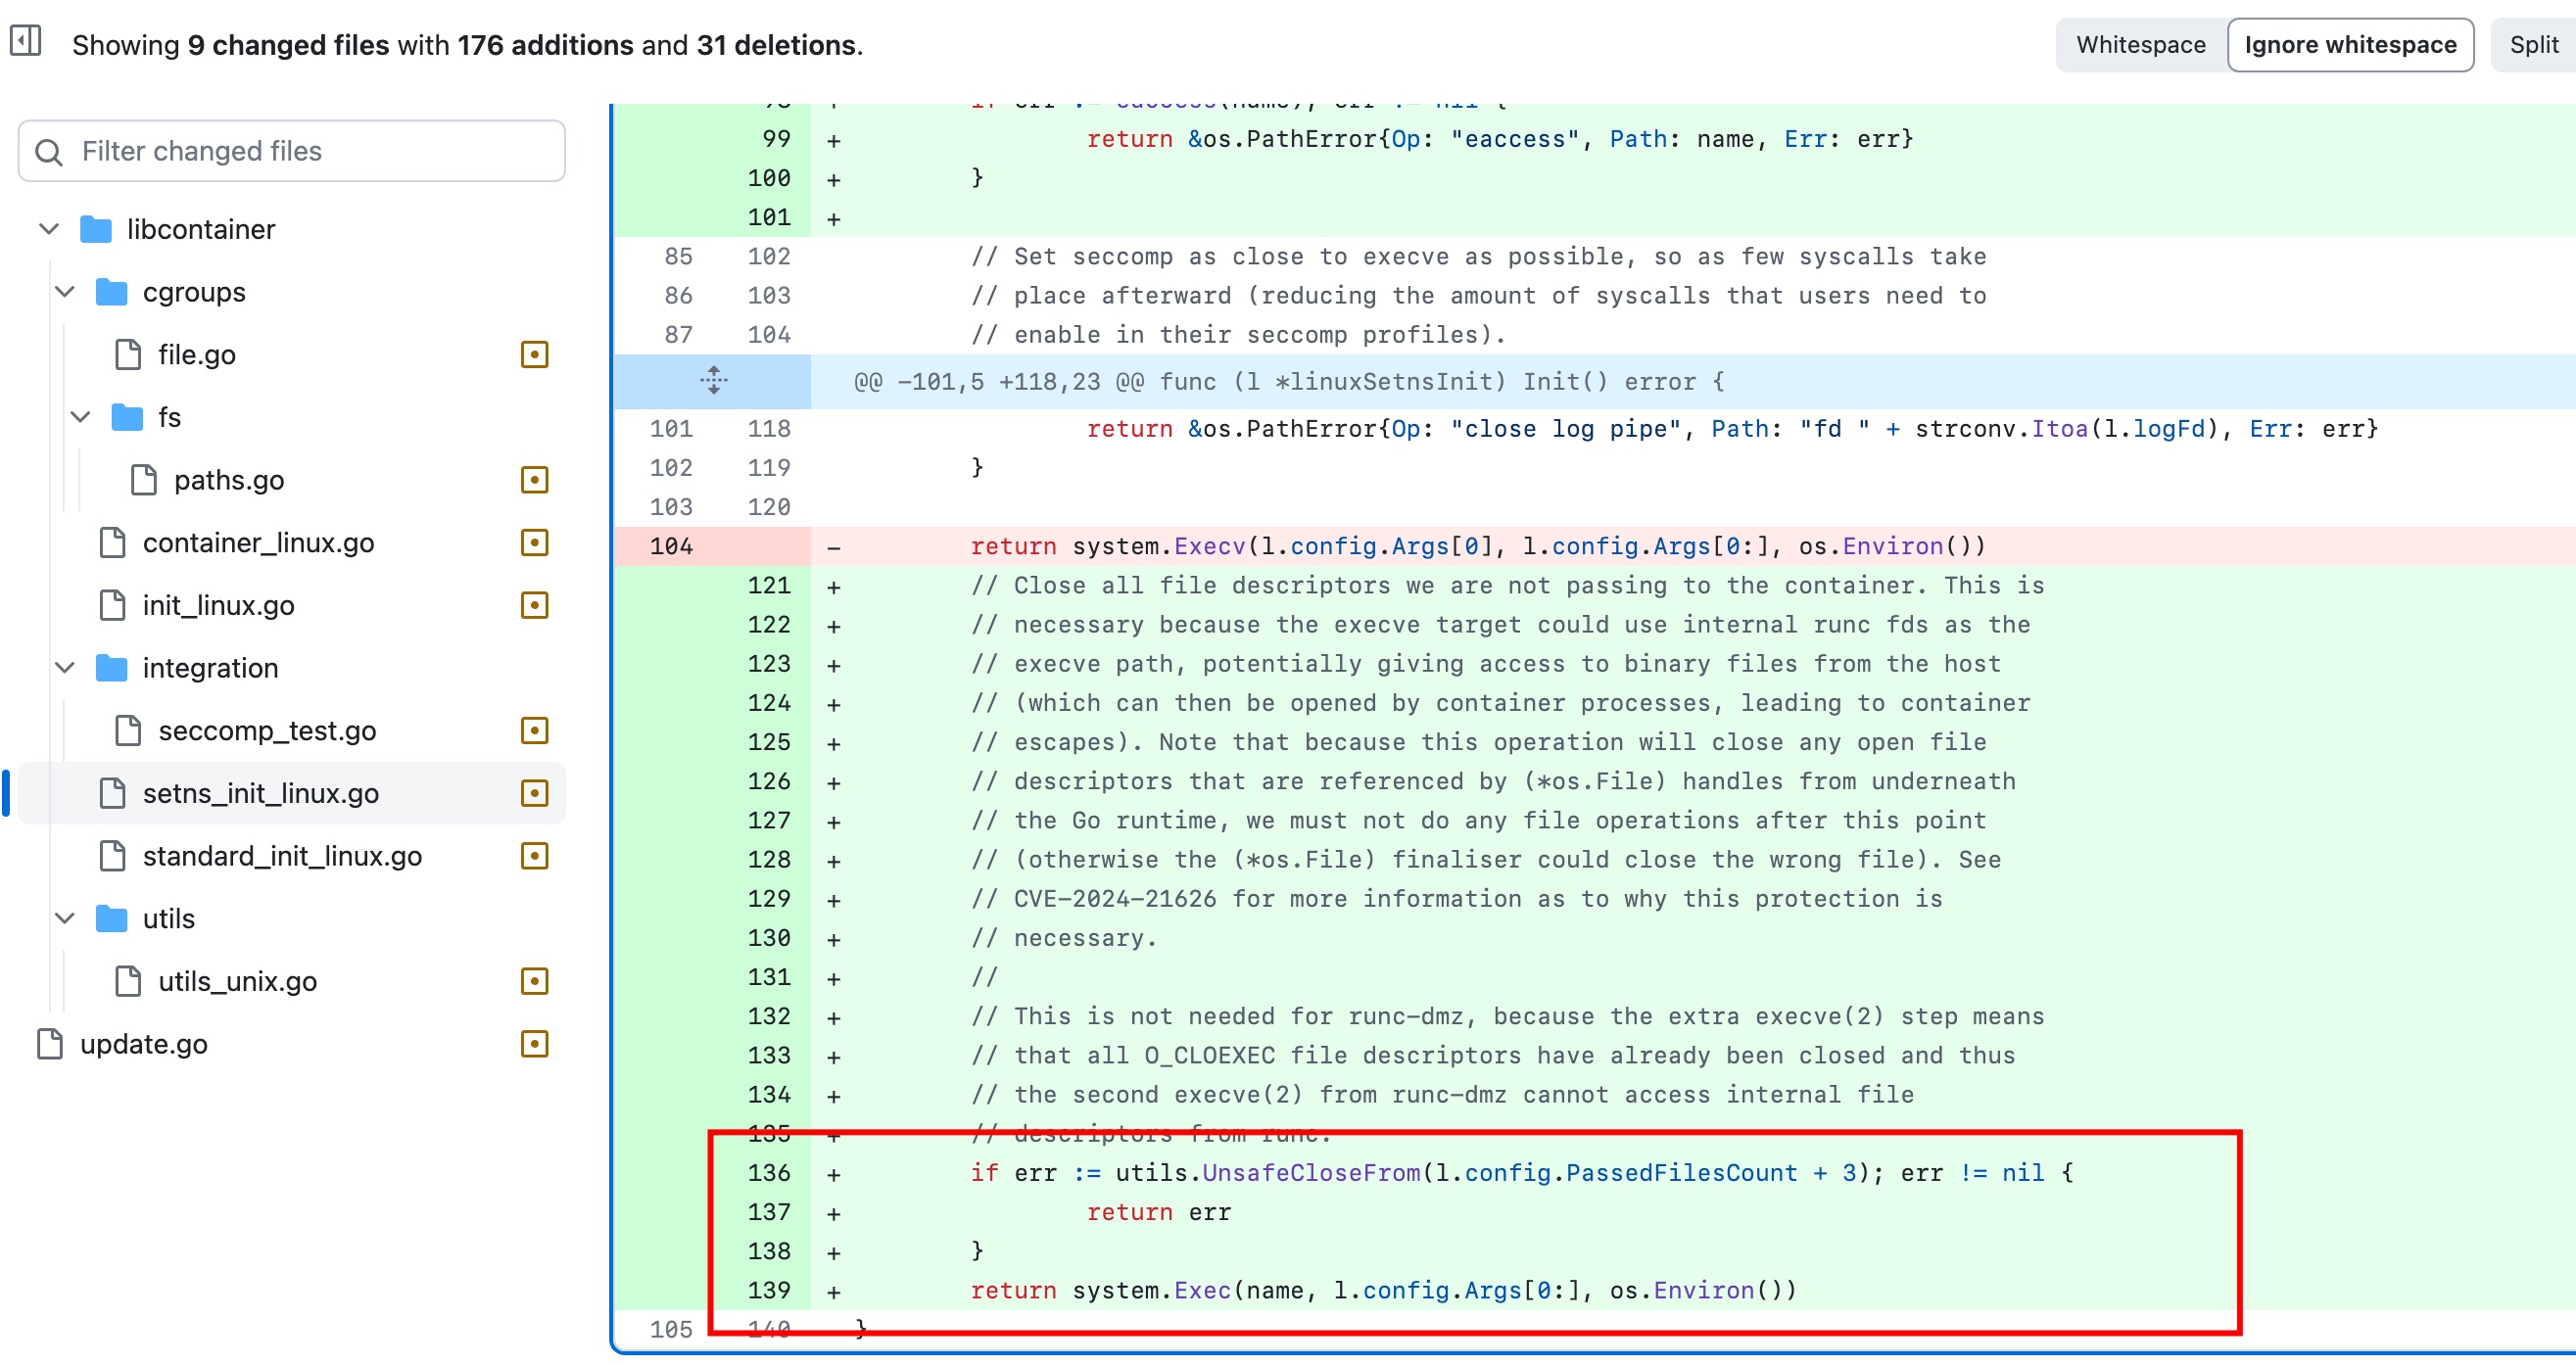 Showing 9 changed files with 176 additions and 31 deletions.
Whitespace Ignore whitespace Split
Filter changed files
libcontainer
cgroups
file.go
fs
paths.go
container_linux.go
init_linux.go
integration
seccomp_test.go
setns_init_linux.go
standard_init_linux.go
utils
utils_unix.go
update.go
98 + if err := eaccess(name); err != nil {
99 + return &os.PathError{Op: "eaccess", Path: name, Err: err}
100 + }
101 +
85 102 // Set seccomp as close to execve as possible, so as few syscalls take
86 103 // place afterward (reducing the amount of syscalls that users need to
87 104 // enable in their seccomp profiles).
@@ -101,5 +118,23 @@ func (l *linuxSetnsInit) Init() error {
101 118 return &os.PathError{Op: "close log pipe", Path: "fd " + strconv.Itoa(l.logFd), Err: err}
102 119 }
103 120
104 - return system.Execv(l.config.Args[0], l.config.Args[0:], os.Environ())
121 + // Close all file descriptors we are not passing to the container. This is
122 + // necessary because the execve target could use internal runc fds as the
123 + // execve path, potentially giving access to binary files from the host
124 + // (which can then be opened by container processes, leading to container
125 + // escapes). Note that because this operation will close any open file
126 + // descriptors that are referenced by (*os.File) handles from underneath
127 + // the Go runtime, we must not do any file operations after this point
128 + // (otherwise the (*os.File) finaliser could close the wrong file). See
129 + // CVE-2024-21626 for more information as to why this protection is
130 + // necessary.
131 + //
132 + // This is not needed for runc-dmz, because the extra execve(2) step means
133 + // that all O_CLOEXEC file descriptors have already been closed and thus
134 + // the second execve(2) from runc-dmz cannot access internal file
135 + // descriptors from runc.
136 + if err := utils.UnsafeCloseFrom(l.config.PassedFilesCount + 3); err != nil {
137 + return err
138 + }
139 + return system.Exec(name, l.config.Args[0:], os.Environ())
105 140 }